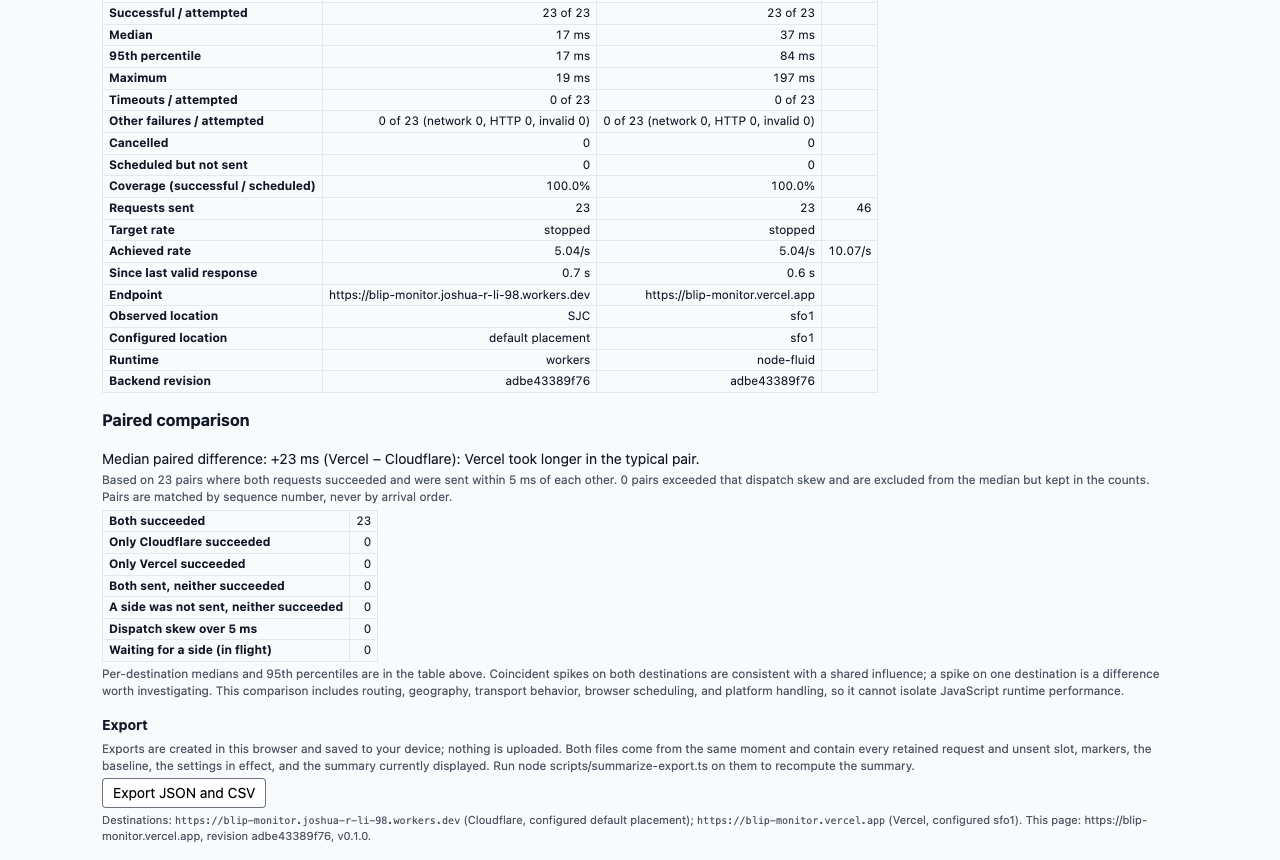 Successful / attempted 23 of 23 23 of 23
Median 17 ms 37 ms
95th percentile 17 ms 84 ms
Maximum 19 ms 197 ms
Timeouts / attempted 0 of 23 0 of 23
Other failures / attempted 0 of 23 (network 0, HTTP 0, invalid 0) 0 of 23 (network 0, HTTP 0, invalid 0)
Cancelled 0 0
Scheduled but not sent 0 0
Coverage (successful / scheduled) 100.0% 100.0%
Requests sent 23 23 46
Target rate stopped stopped
Achieved rate 5.04/s 5.04/s 10.07/s
Since last valid response 0.7 s 0.6 s
Endpoint https://blip-monitor.joshua-r-li-98.workers.dev https://blip-monitor.vercel.app
Observed location SJC sfo1
Configured location default placement sfo1
Runtime workers node-fluid
Backend revision adbe43389f76 adbe43389f76
Paired comparison
Median paired difference: +23 ms (Vercel − Cloudflare): Vercel took longer in the typical pair.
Based on 23 pairs where both requests succeeded and were sent within 5 ms of each other. 0 pairs exceeded that dispatch skew and are excluded from the median but kept in the counts.
Pairs are matched by sequence number, never by arrival order.
Both succeeded 23
Only Cloudflare succeeded 0
Only Vercel succeeded 0
Both sent, neither succeeded 0
A side was not sent, neither succeeded 0
Dispatch skew over 5 ms 0
Waiting for a side (in flight) 0
Per-destination medians and 95th percentiles are in the table above. Coincident spikes on both destinations are consistent with a shared influence; a spike on one destination is a difference
worth investigating. This comparison includes routing, geography, transport behavior, browser scheduling, and platform handling, so it cannot isolate JavaScript runtime performance.
Export
Exports are created in this browser and saved to your device; nothing is uploaded. Both files come from the same moment and contain every retained request and unsent slot, markers, the
baseline, the settings in effect, and the summary currently displayed. Run node scripts/summarize-export.ts on them to recompute the summary.
Export JSON and CSV
Destinations: https://blip-monitor.joshua-r-li-98.workers.dev (Cloudflare, configured default placement); https://blip-monitor.vercel.app (Vercel, configured sfo1). This page: https://blip-
monitor.vercel.app, revision adbe43389f76, v0.1.0.